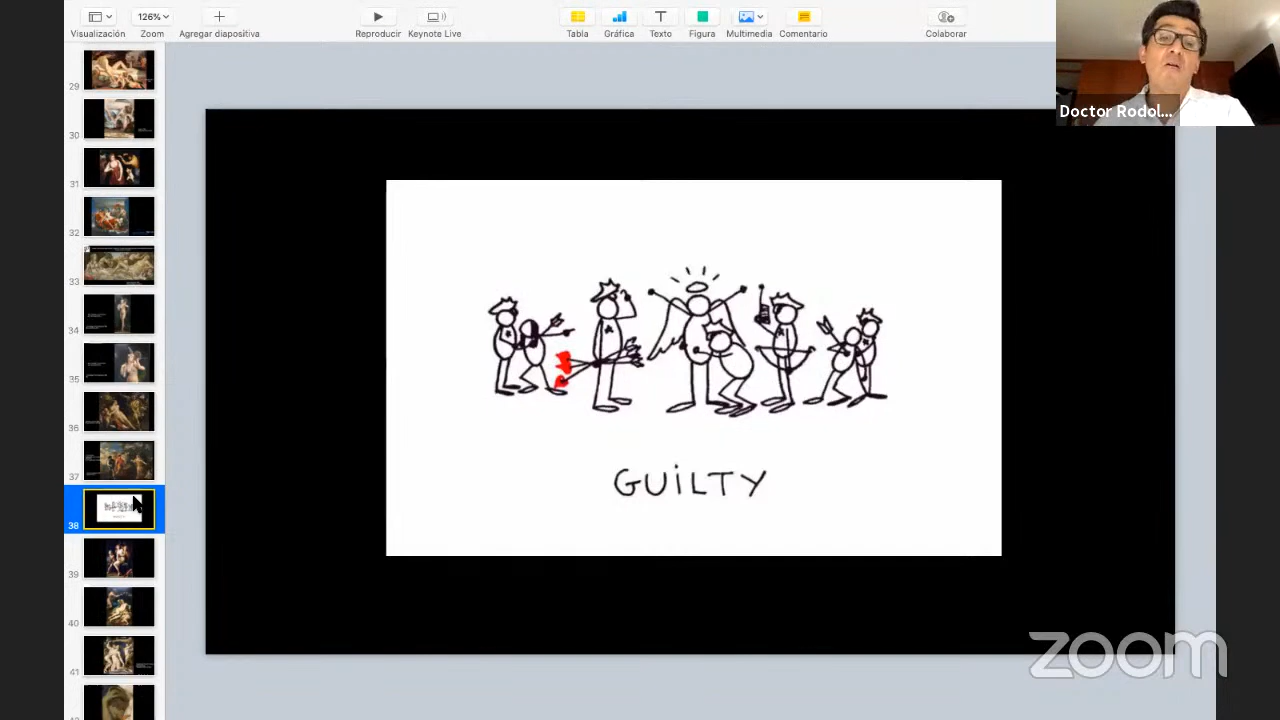 126%
Visualización
Zoom
Agregar diapositiva
Reproducir
Keynote Live
Tabla
Gráfica
Texto
Figura
Multimedia
Comentario
Colaborar
Doctor Rodol...
29
30
31
32
33
34
35
36
37
38
39
40
41
GUiLTY
zoom